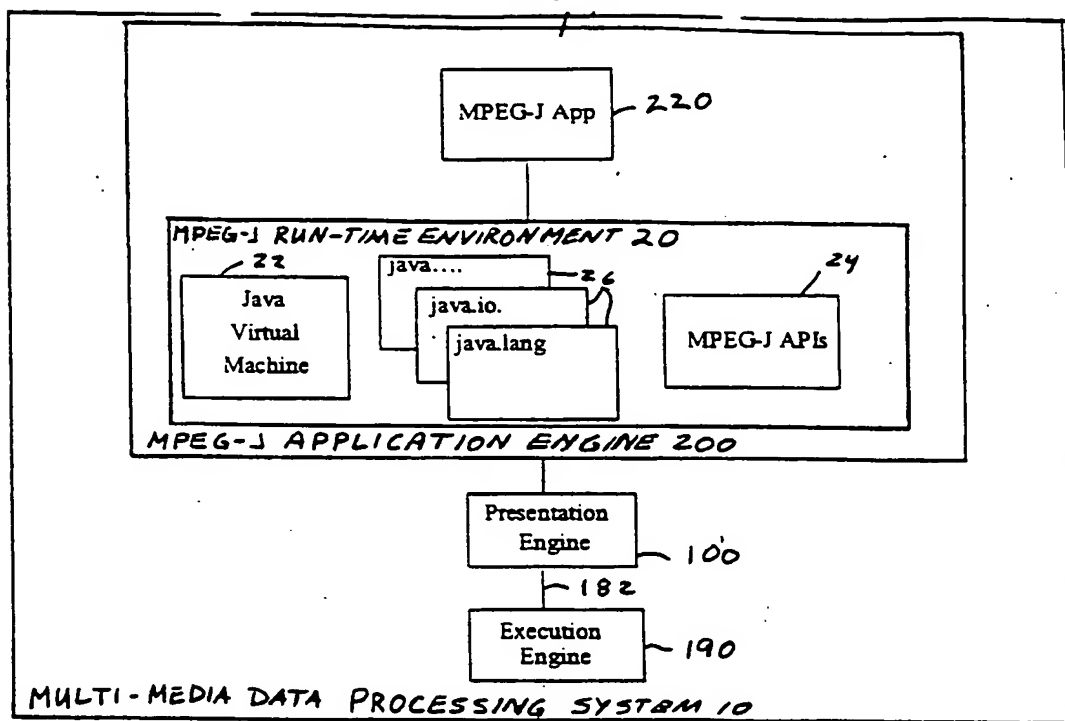 MPEG-J App
220
MPEG-J RUN-TIME ENVIRONMENT 20
22
Java
Virtual
Machine
java....
java.io.
java.lang
26
24
MPEG-J APIs
MPEG-J APPLICATION ENGINE 200
Presentation
Engine
100
182
Execution
Engine
190
MULTI-MEDIA DATA PROCESSING SYSTEM 10